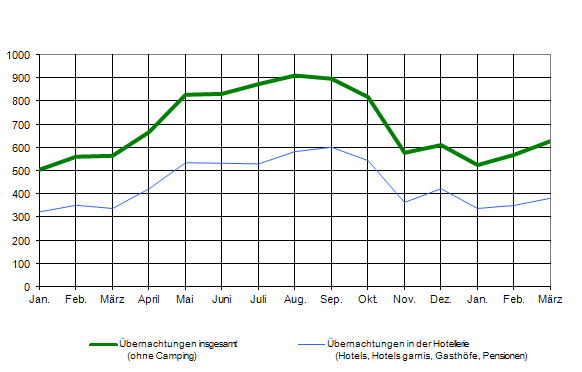 1000
900
800
700
600
500
400
300
200
100
0
Jan. Feb. März April Mai Juni Juli Aug. Sep. Okt. Nov. Dez. Jan. Feb. März
Übernachtungen insgesamt
(ohne Camping)
Übernachtungen in der Hotellerie
(Hotels, Hotels garnis, Gasthöfe, Pensionen)